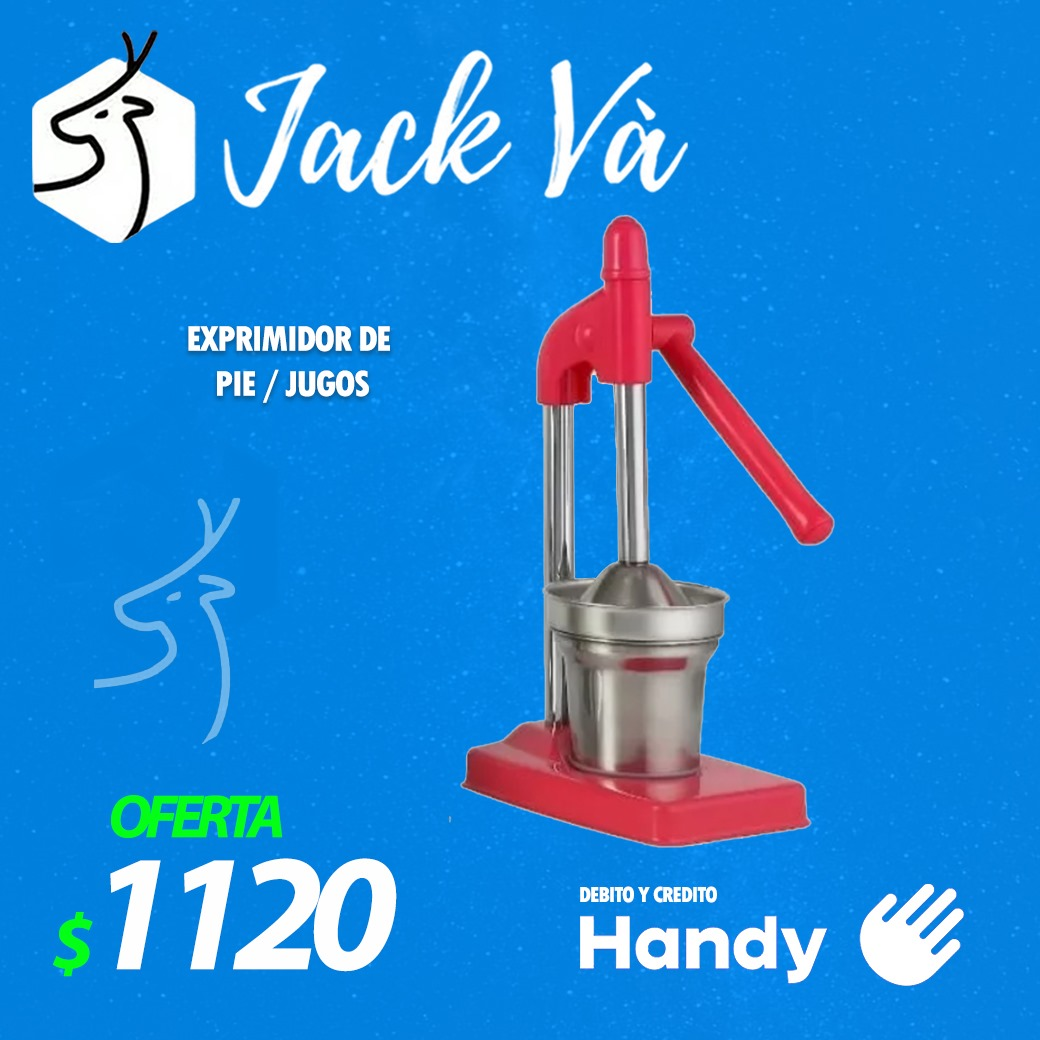 Jack Và
EXPRIMIDOR DE
PIE / JUGOS
OFERTA
$ 1120
DEBITO Y CREDITO
Handy